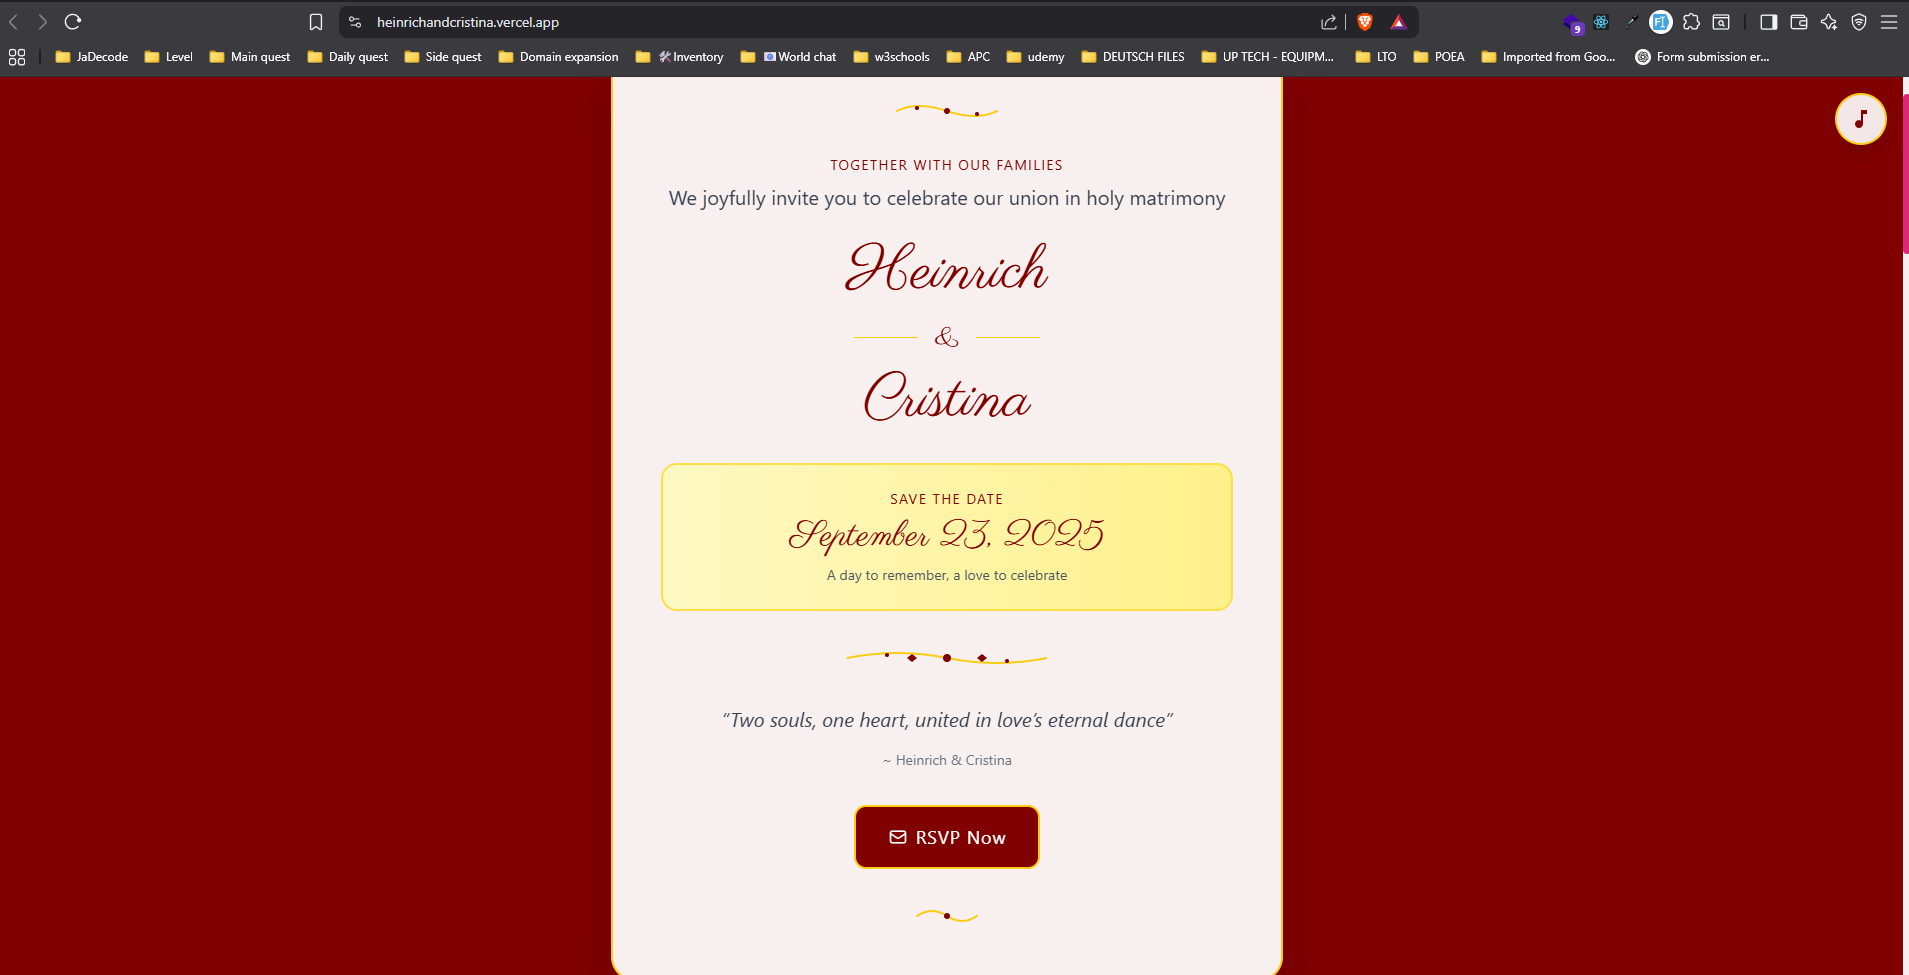 heinrichandcristina.vercel.app
9
JaDecode
Level
Main quest
Daily quest
Side quest
Domain expansion
Inventory
World chat
w3schools
APC
udemy
DEUTSCH FILES
UP TECH - EQUIPM...
LTO
POEA
Imported from Goo...
Form submission er...
TOGETHER WITH OUR FAMILIES
We joyfully invite you to celebrate our union in holy matrimony
Heinrich
&
Cristina
SAVE THE DATE
September 23, 2025
A day to remember, a love to celebrate
“Two souls, one heart, united in love’s eternal dance”
~ Heinrich & Cristina
RSVP Now